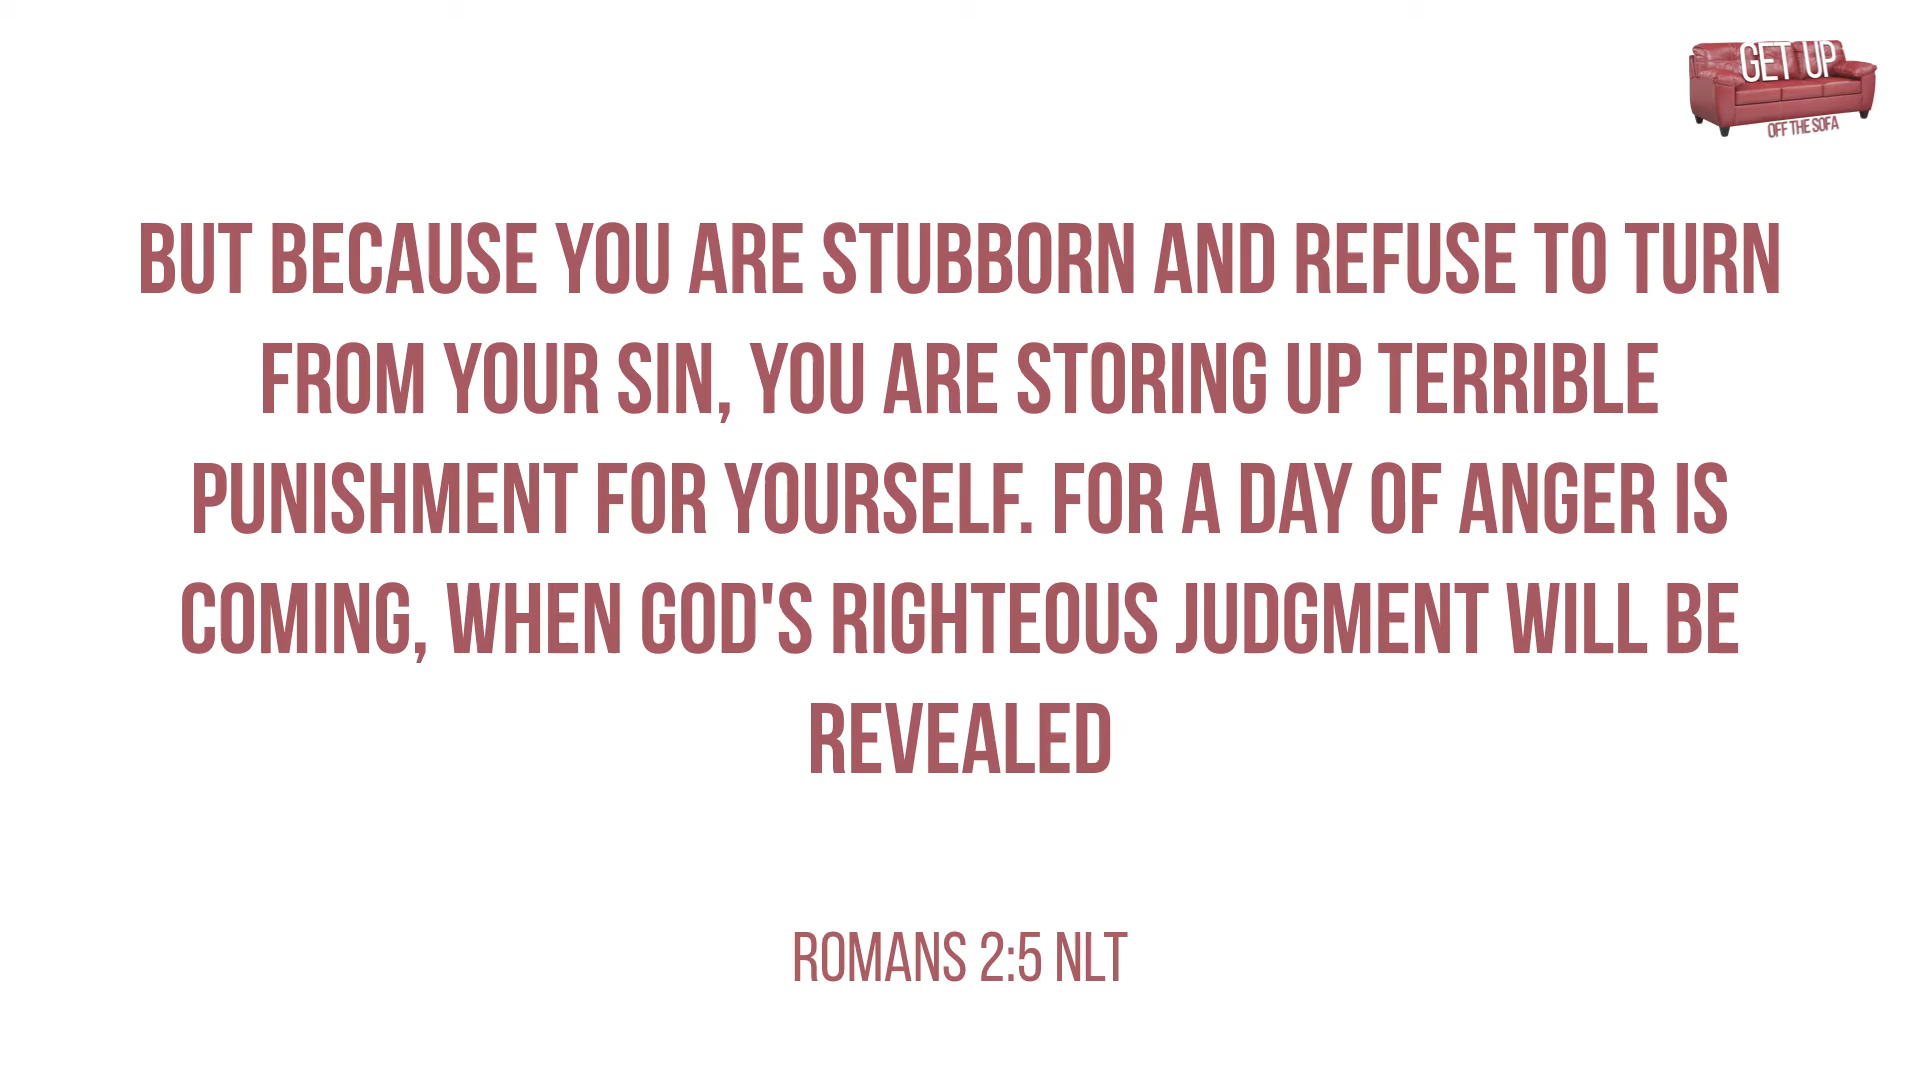 GET UP
OFF THE SOFA
BUT BECAUSE YOU ARE STUBBORN AND REFUSE TO TURN
FROM YOUR SIN, YOU ARE STORING UP TERRIBLE
PUNISHMENT FOR YOURSELF. FOR A DAY OF ANGER IS
COMING, WHEN GOD'S RIGHTEOUS JUDGMENT WILL BE
REVEALED
ROMANS 2:5 NLT